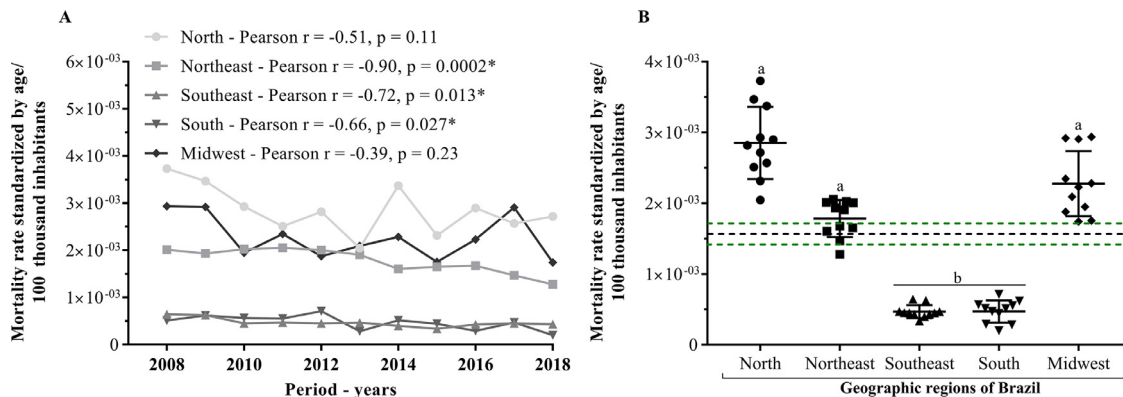 A
North - Pearson r = -0.51, p = 0.11
Northeast - Pearson r = -0.90, p = 0.0002*
Southeast - Pearson r = -0.72, p = 0.013*
South - Pearson r = -0.66, p = 0.027*
Midwest - Pearson r = -0.39, p = 0.23
Mortality rate standardized by age/
100 thousand inhabitants
6×10⁻⁰³
5×10⁻⁰³
4×10⁻⁰³
3×10⁻⁰³
2×10⁻⁰³
1×10⁻⁰³
0
2008 2010 2012 2014 2016 2018
Period - years
B
Mortality rate standardized by age/
100 thousand inhabitants
4×10⁻⁰³
3×10⁻⁰³
2×10⁻⁰³
1×10⁻⁰³
0
a
a
b
a
North Northeast Southeast South Midwest
Geographic regions of Brazil